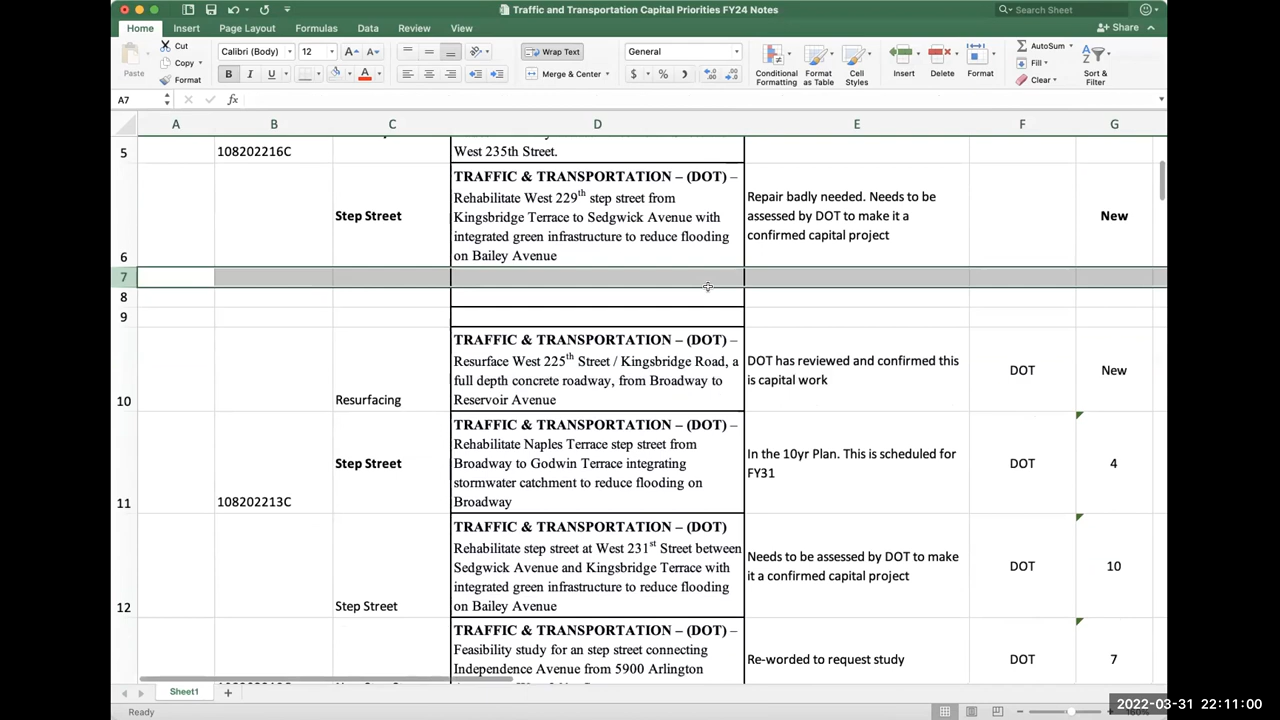 Traffic and Transportation Capital Priorities FY24 Notes
Search Sheet
Home Insert Page Layout Formulas Data Review View
Share
Paste
Cut
Copy
Format
Calibri (Body) 12
B I U
Wrap Text
Merge & Center
General
$ %
Conditional Formatting
Format as Table
Cell Styles
Insert
Delete
Format
AutoSum
Fill
Clear
Sort & Filter
A7
fx
A B C D E F G
5 108202216C
West 235th Street.
6
Step Street
TRAFFIC & TRANSPORTATION – (DOT) –
Rehabilitate West 229th step street from
Kingsbridge Terrace to Sedgwick Avenue with
integrated green infrastructure to reduce flooding
on Bailey Avenue
Repair badly needed. Needs to be
assessed by DOT to make it a
confirmed capital project
New
7
8
9
10
Resurfacing
TRAFFIC & TRANSPORTATION – (DOT) –
Resurface West 225th Street / Kingsbridge Road, a
full depth concrete roadway, from Broadway to
Reservoir Avenue
DOT has reviewed and confirmed this
is capital work
DOT
New
11
108202213C
Step Street
TRAFFIC & TRANSPORTATION – (DOT) –
Rehabilitate Naples Terrace step street from
Broadway to Godwin Terrace integrating
stormwater catchment to reduce flooding on
Broadway
In the 10yr Plan. This is scheduled for
FY31
DOT
4
12
Step Street
TRAFFIC & TRANSPORTATION – (DOT)
Rehabilitate step street at West 231st Street between
Sedgwick Avenue and Kingsbridge Terrace with
integrated green infrastructure to reduce flooding
on Bailey Avenue
Needs to be assessed by DOT to make
it a confirmed capital project
DOT
10
TRAFFIC & TRANSPORTATION – (DOT) –
Feasibility study for an step street connecting
Independence Avenue from 5900 Arlington
Re-worded to request study
DOT
7
Sheet1
Ready
2022-03-31 22:11:00